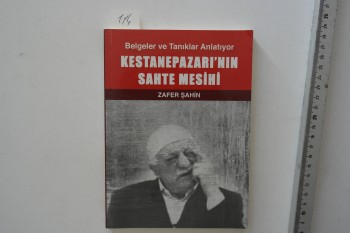 Belgeler ve Tanıklar Anlatıyor
KESTANEPAZARI'NIN
SAHTE MESİHİ
ZAFER ŞAHİN